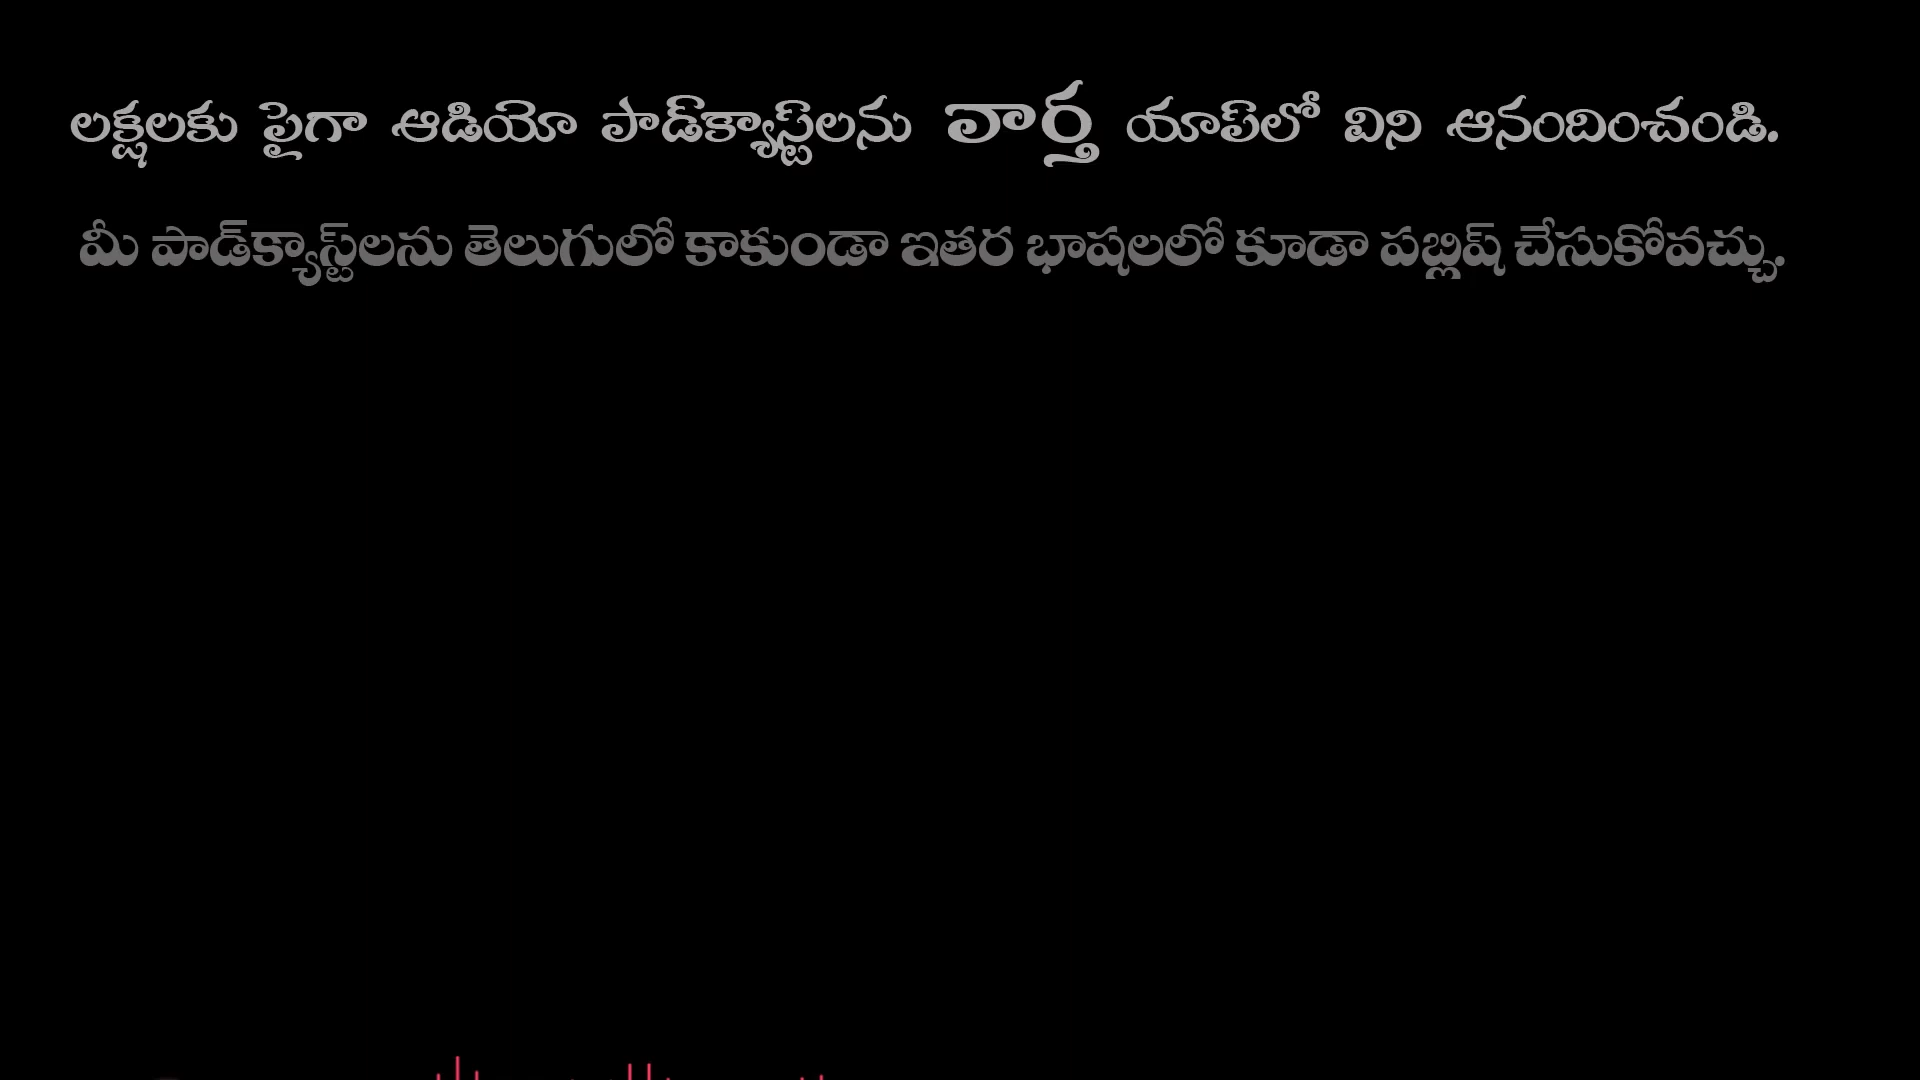 లక్షలకు పైగా ఆడియో పాడ్‌క్యాస్ట్‌లను వార్త యాప్‌లో విని ఆనందించండి.
మీ పాడ్‌క్యాస్ట్‌లను తెలుగులో కాకుండా ఇతర భాషలలో కూడా పబ్లిష్ చేసుకోవచ్చు.